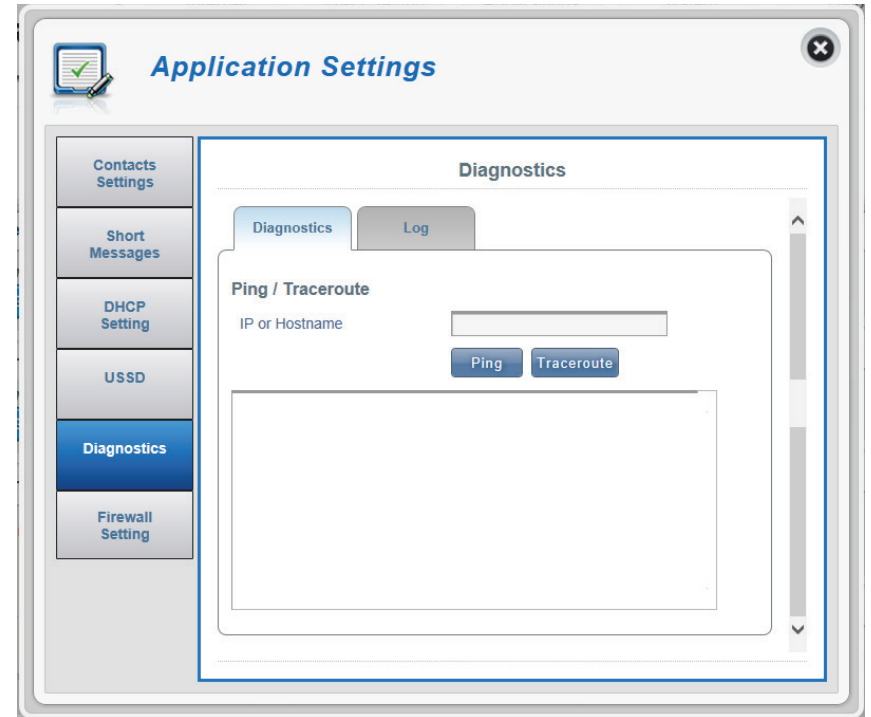 Application Settings
Contacts
Settings
Short
Messages
DHCP
Setting
USSD
Diagnostics
Firewall
Setting
Diagnostics
Diagnostics
Log
Ping / Traceroute
IP or Hostname
Ping
Traceroute